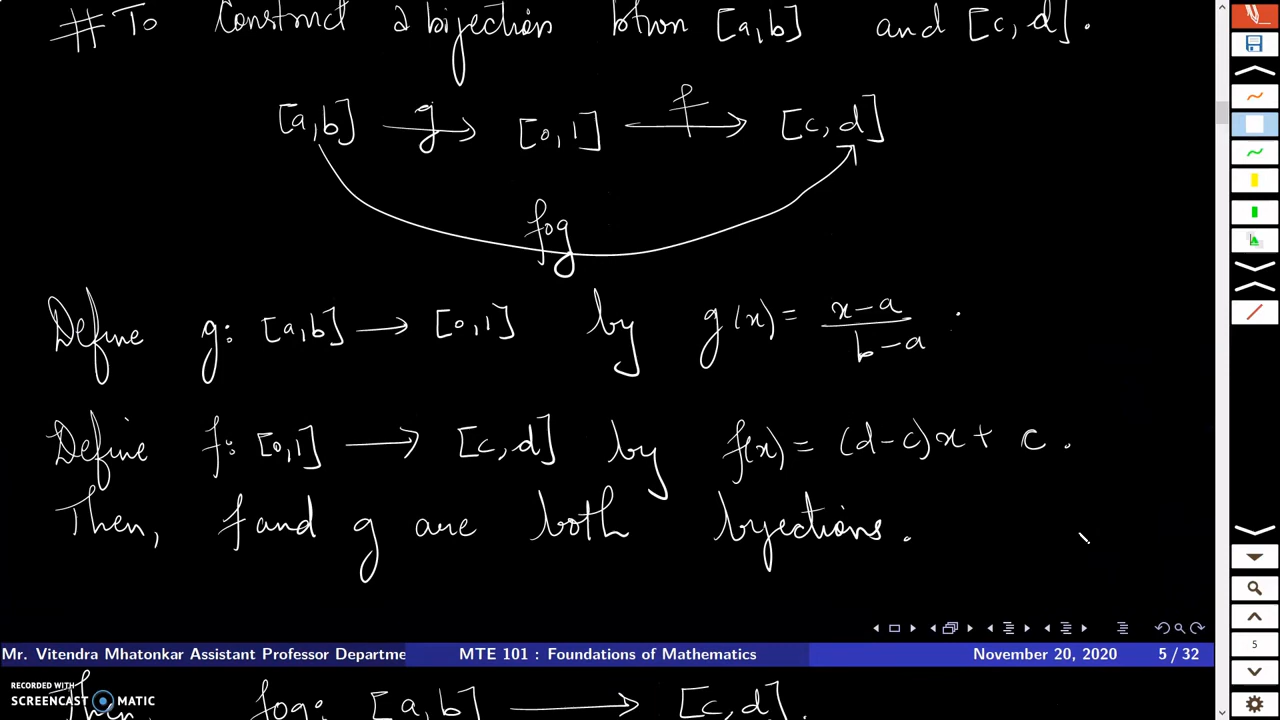 # To Construct a bijection btwn [a,b] and [c,d].
[a,b] g [0,1] f [c,d]
fog
Define g: [a,b] → [0,1] by g(x) = x-a / b-a .
Define f: [0,1] → [c,d] by f(x) = (d-c)x + c .
Then, f and g are both bijections.
Mr. Vitendra Mhatonkar Assistant Professor Departme
MTE 101 : Foundations of Mathematics
November 20, 2020
5 / 32
Then, fog: [a,b] → [c,d].
RECORDED WITH
SCREENCAST MATIC
5